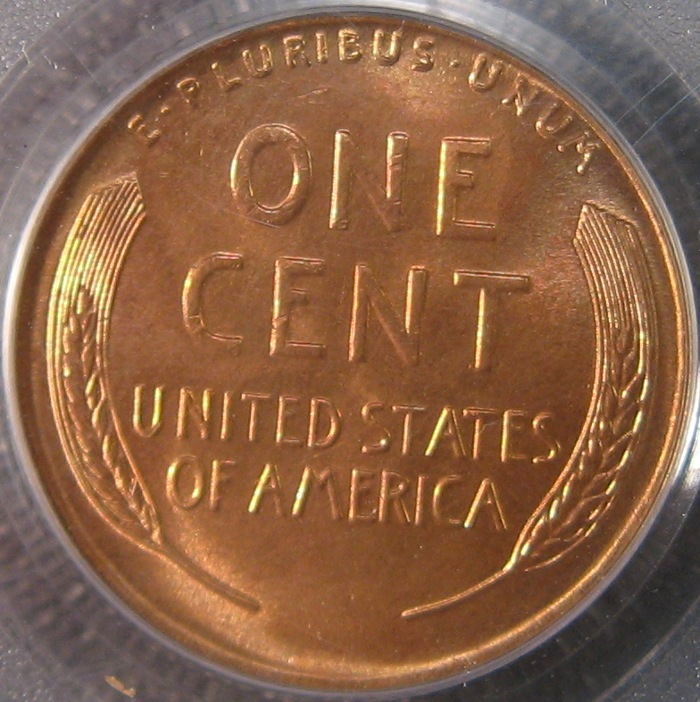 E·PLURIBUS·UNUM
ONE
CENT
UNITED STATES
OF AMERICA